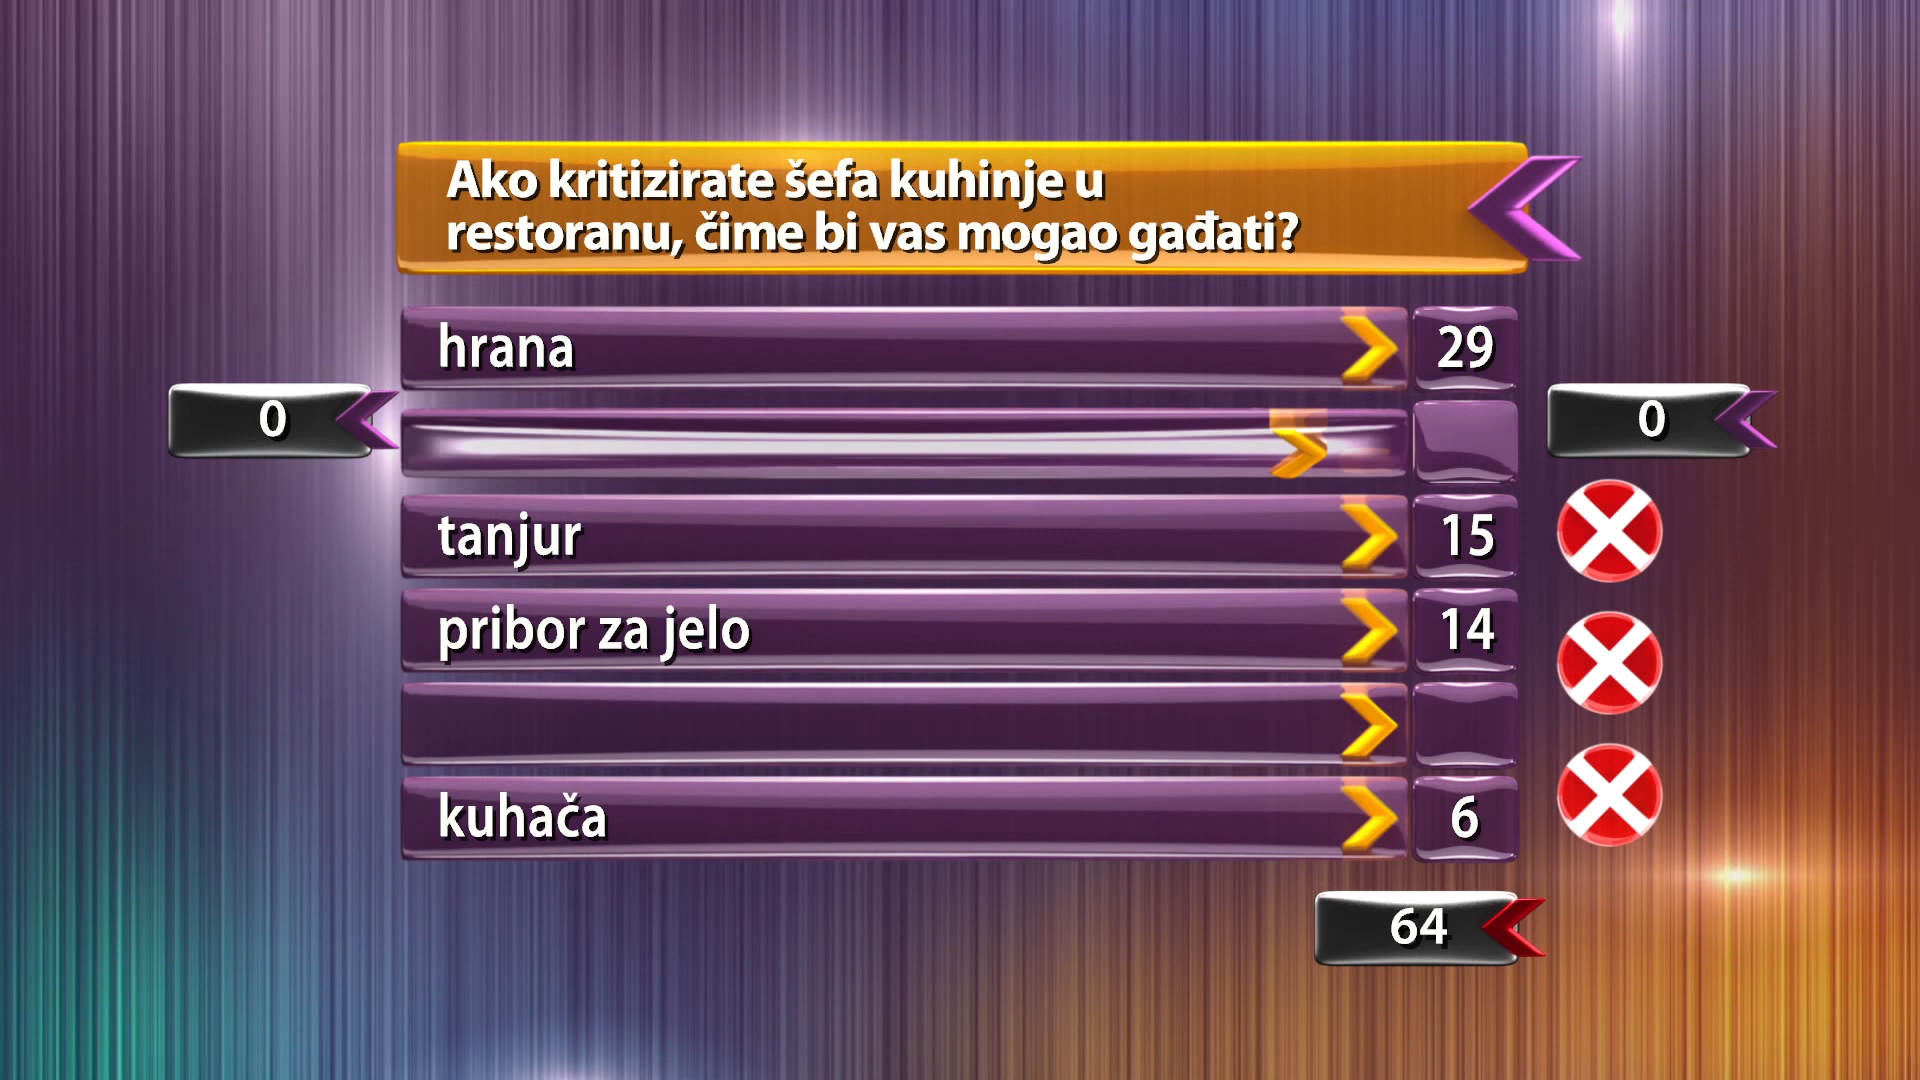 Ako kritizirate šefa kuhinje u
restoranu, čime bi vas mogao gađati?
hrana 29
0
0
tanjur 15
pribor za jelo 14
kuhača 6
64